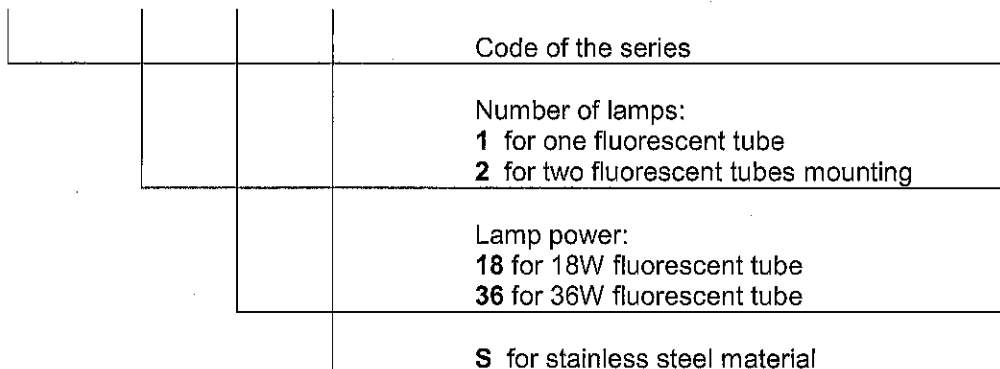 Code of the series
Number of lamps:
1 for one fluorescent tube
2 for two fluorescent tubes mounting
Lamp power:
18 for 18W fluorescent tube
36 for 36W fluorescent tube
S for stainless steel material